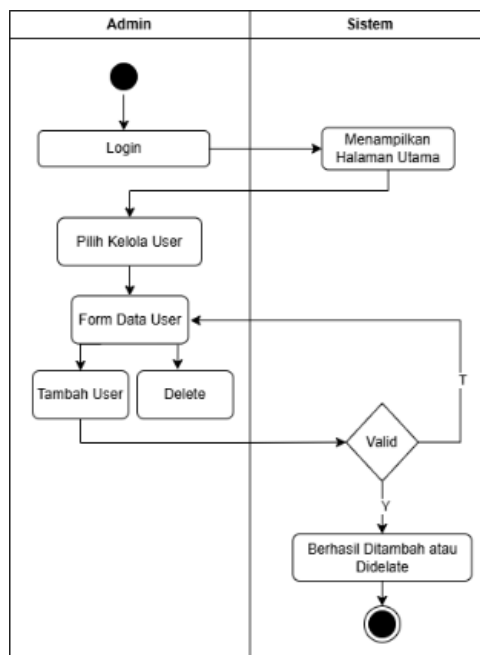 Admin
Sistem
Login
Menampilkan
Halaman Utama
Pilih Kelola User
Form Data User
Tambah User
Delete
T
Valid
Y
Berhasil Ditambah atau
Didelate